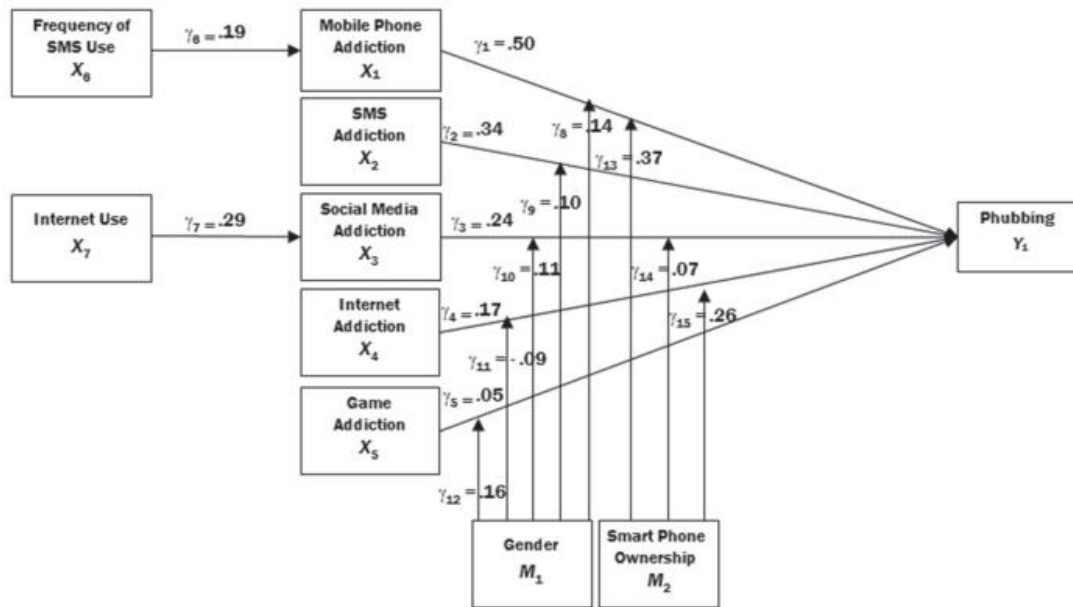 Frequency of
SMS Use
X₆
γ₆ = .19
Mobile Phone
Addiction
X₁
γ₁ = .50
SMS
Addiction
X₂
γ₂ = .34
γ₈ = .14
γ₁₃ = .37
Internet Use
X₇
γ₇ = .29
Social Media
Addiction
X₃
γ₃ = .24
γ₉ = .10
γ₁₀ = .11
γ₁₄ = .07
Phubbing
Y₁
Internet
Addiction
X₄
γ₄ = .17
γ₁₁ = -.09
γ₁₅ = .26
Game
Addiction
X₅
γ₅ = .05
γ₁₂ = .16
Gender
M₁
Smart Phone
Ownership
M₂